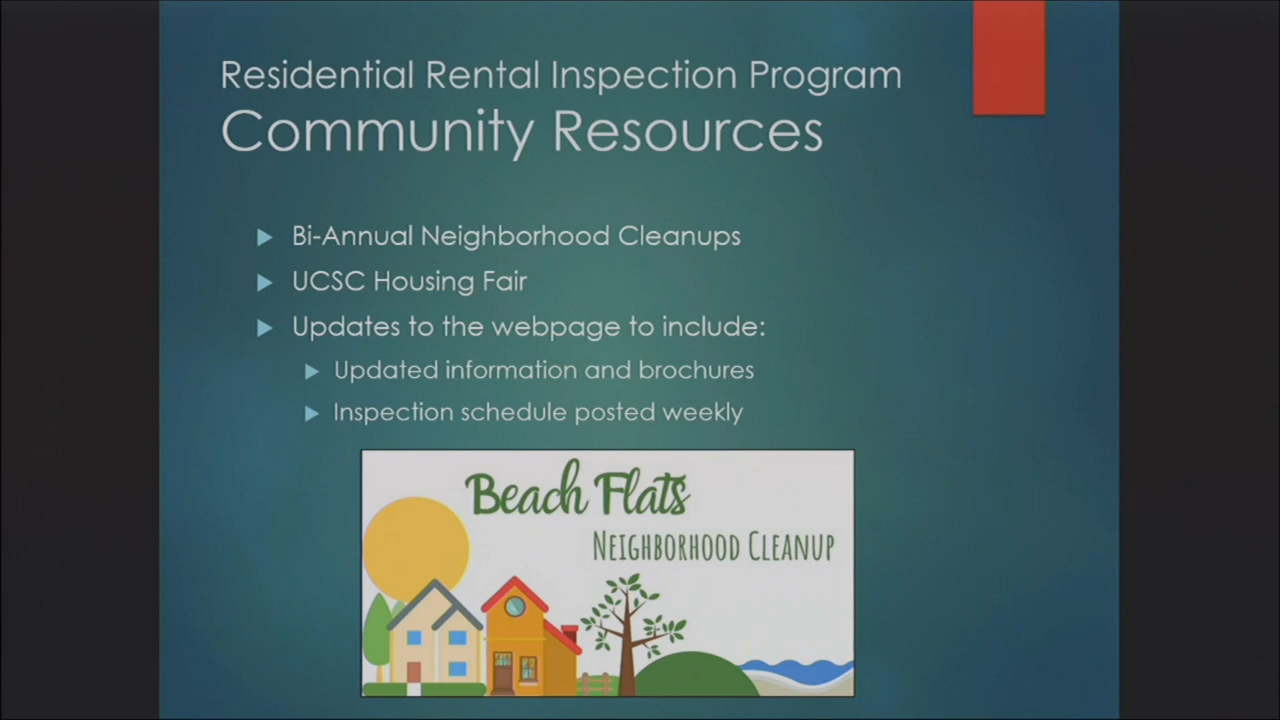 Residential Rental Inspection Program
Community Resources
Bi-Annual Neighborhood Cleanups
UCSC Housing Fair
Updates to the webpage to include:
Updated information and brochures
Inspection schedule posted weekly
Beach Flats
Neighborhood Cleanup